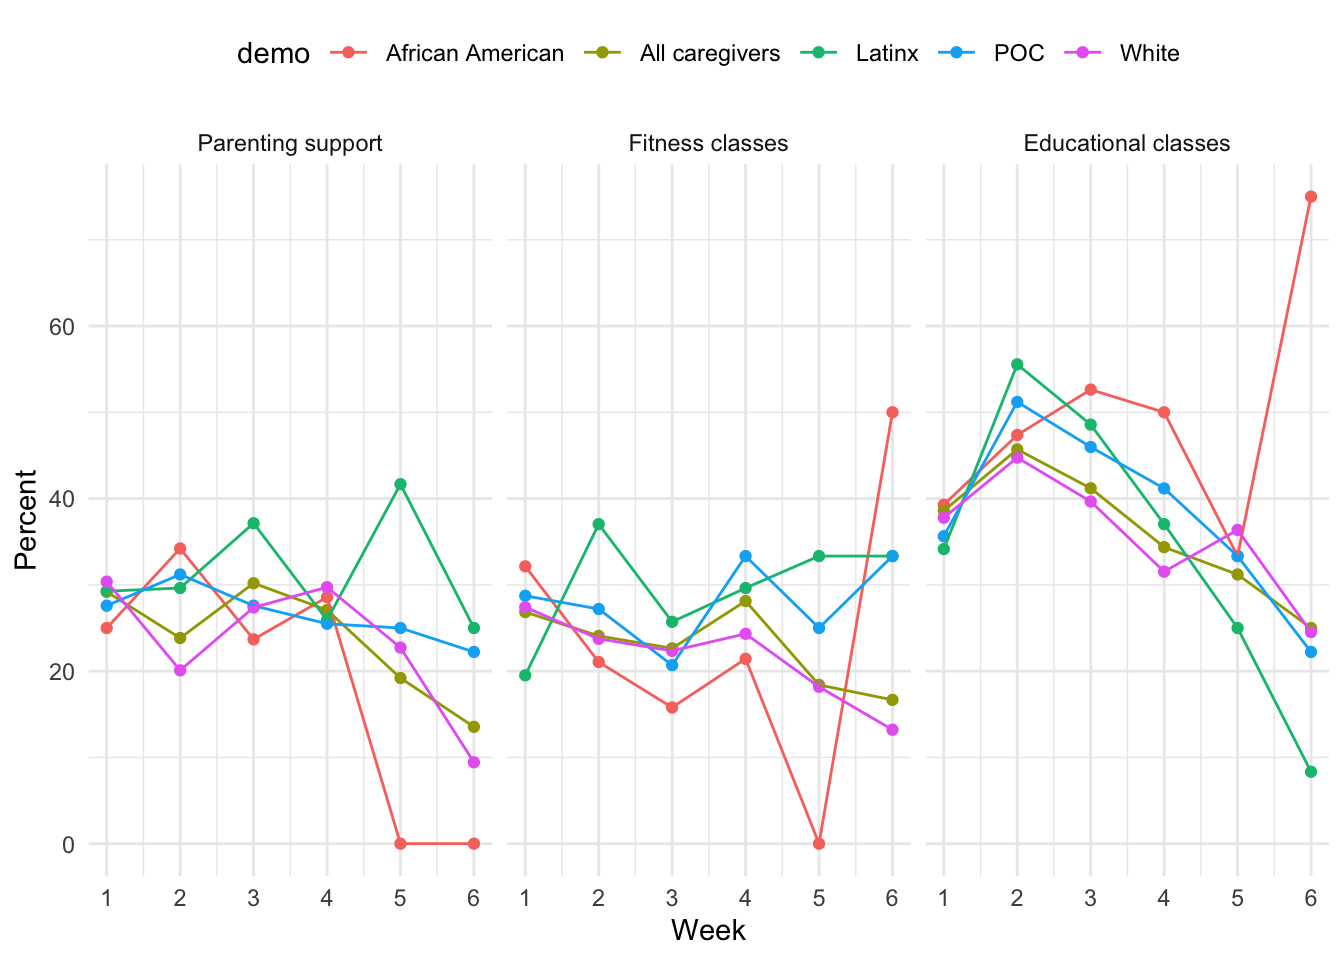 demo African American All caregivers Latinx POC White
Parenting support Fitness classes Educational classes
60
40
20
0
Percent
1 2 3 4 5 6 1 2 3 4 5 6 1 2 3 4 5 6
Week